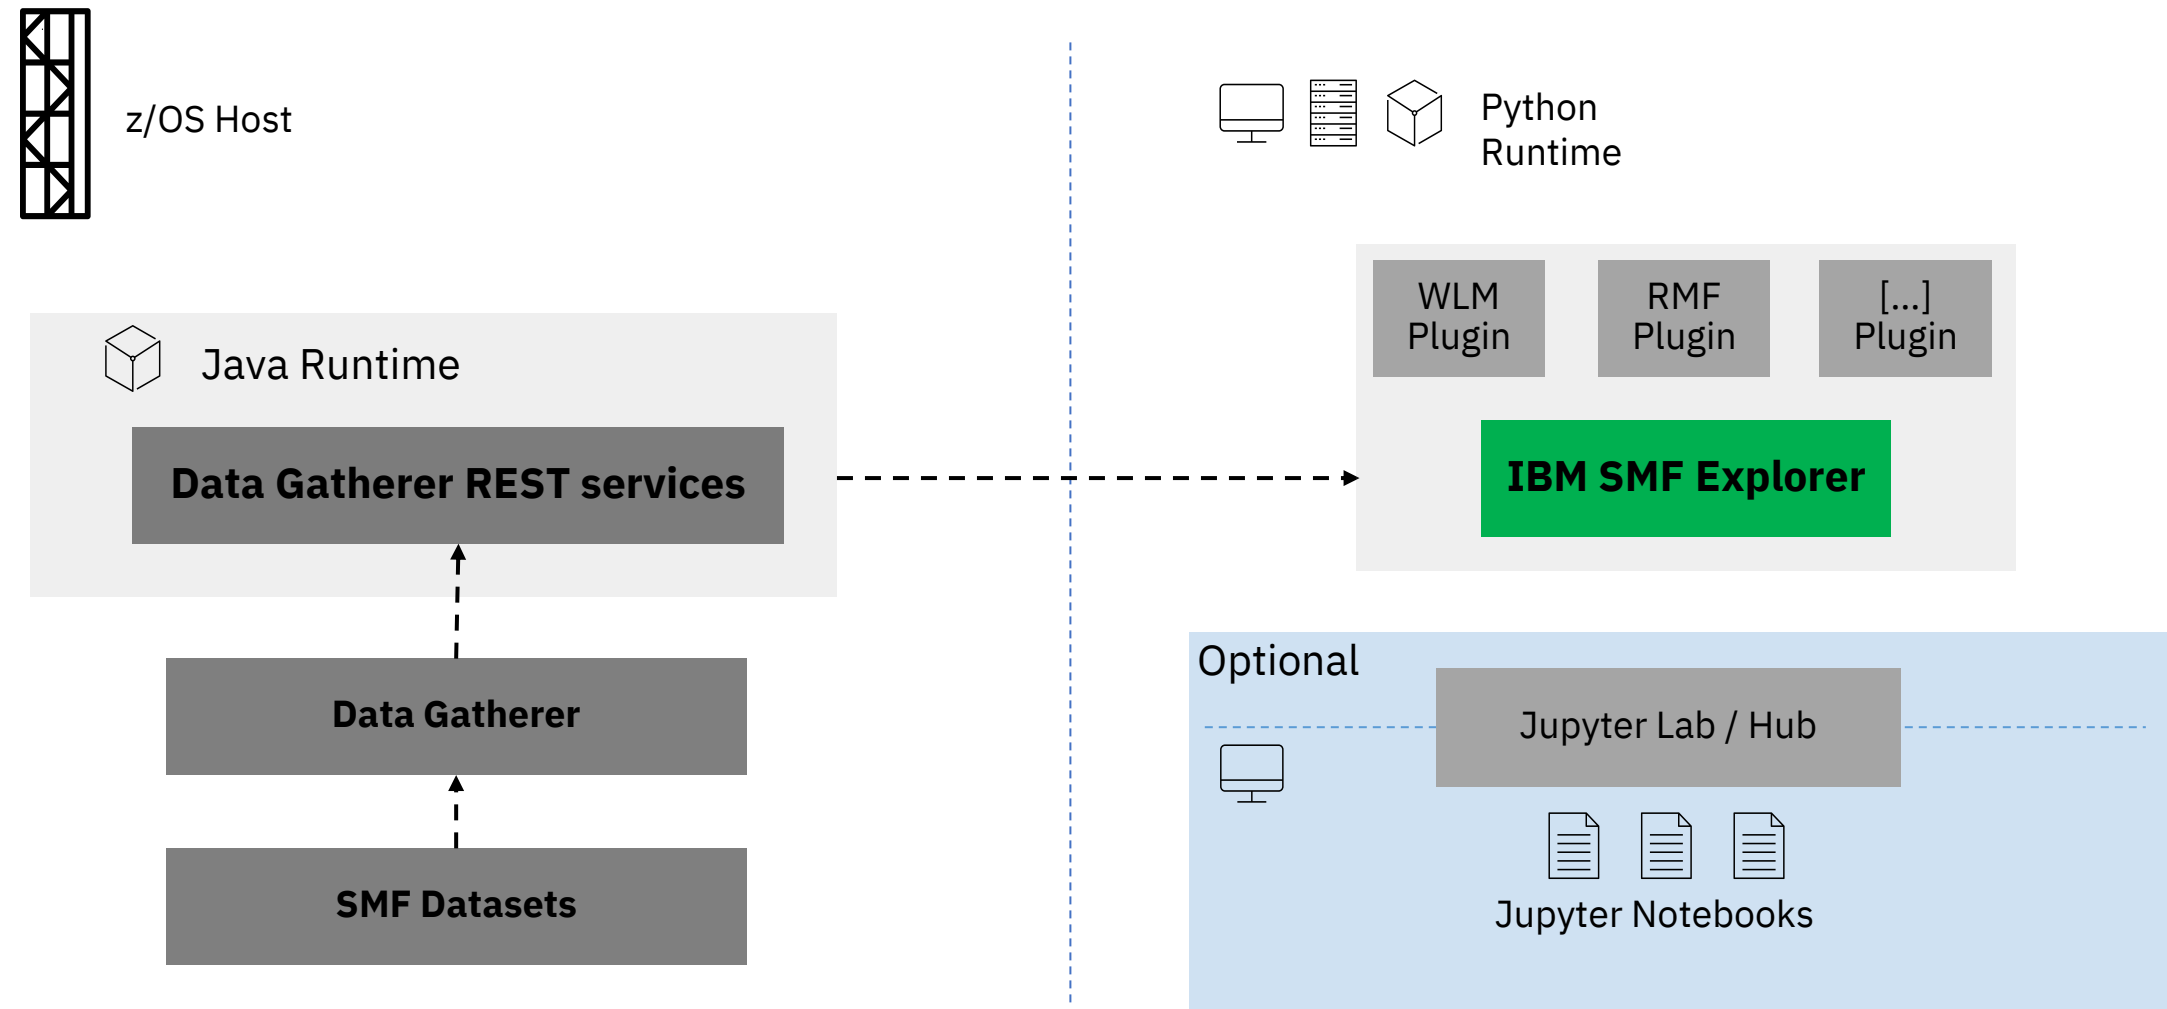 z/OS Host
Python
Runtime
Java Runtime
Data Gatherer REST services
Data Gatherer
SMF Datasets
WLM
Plugin
RMF
Plugin
[...]
Plugin
IBM SMF Explorer
Optional
Jupyter Lab / Hub
Jupyter Notebooks